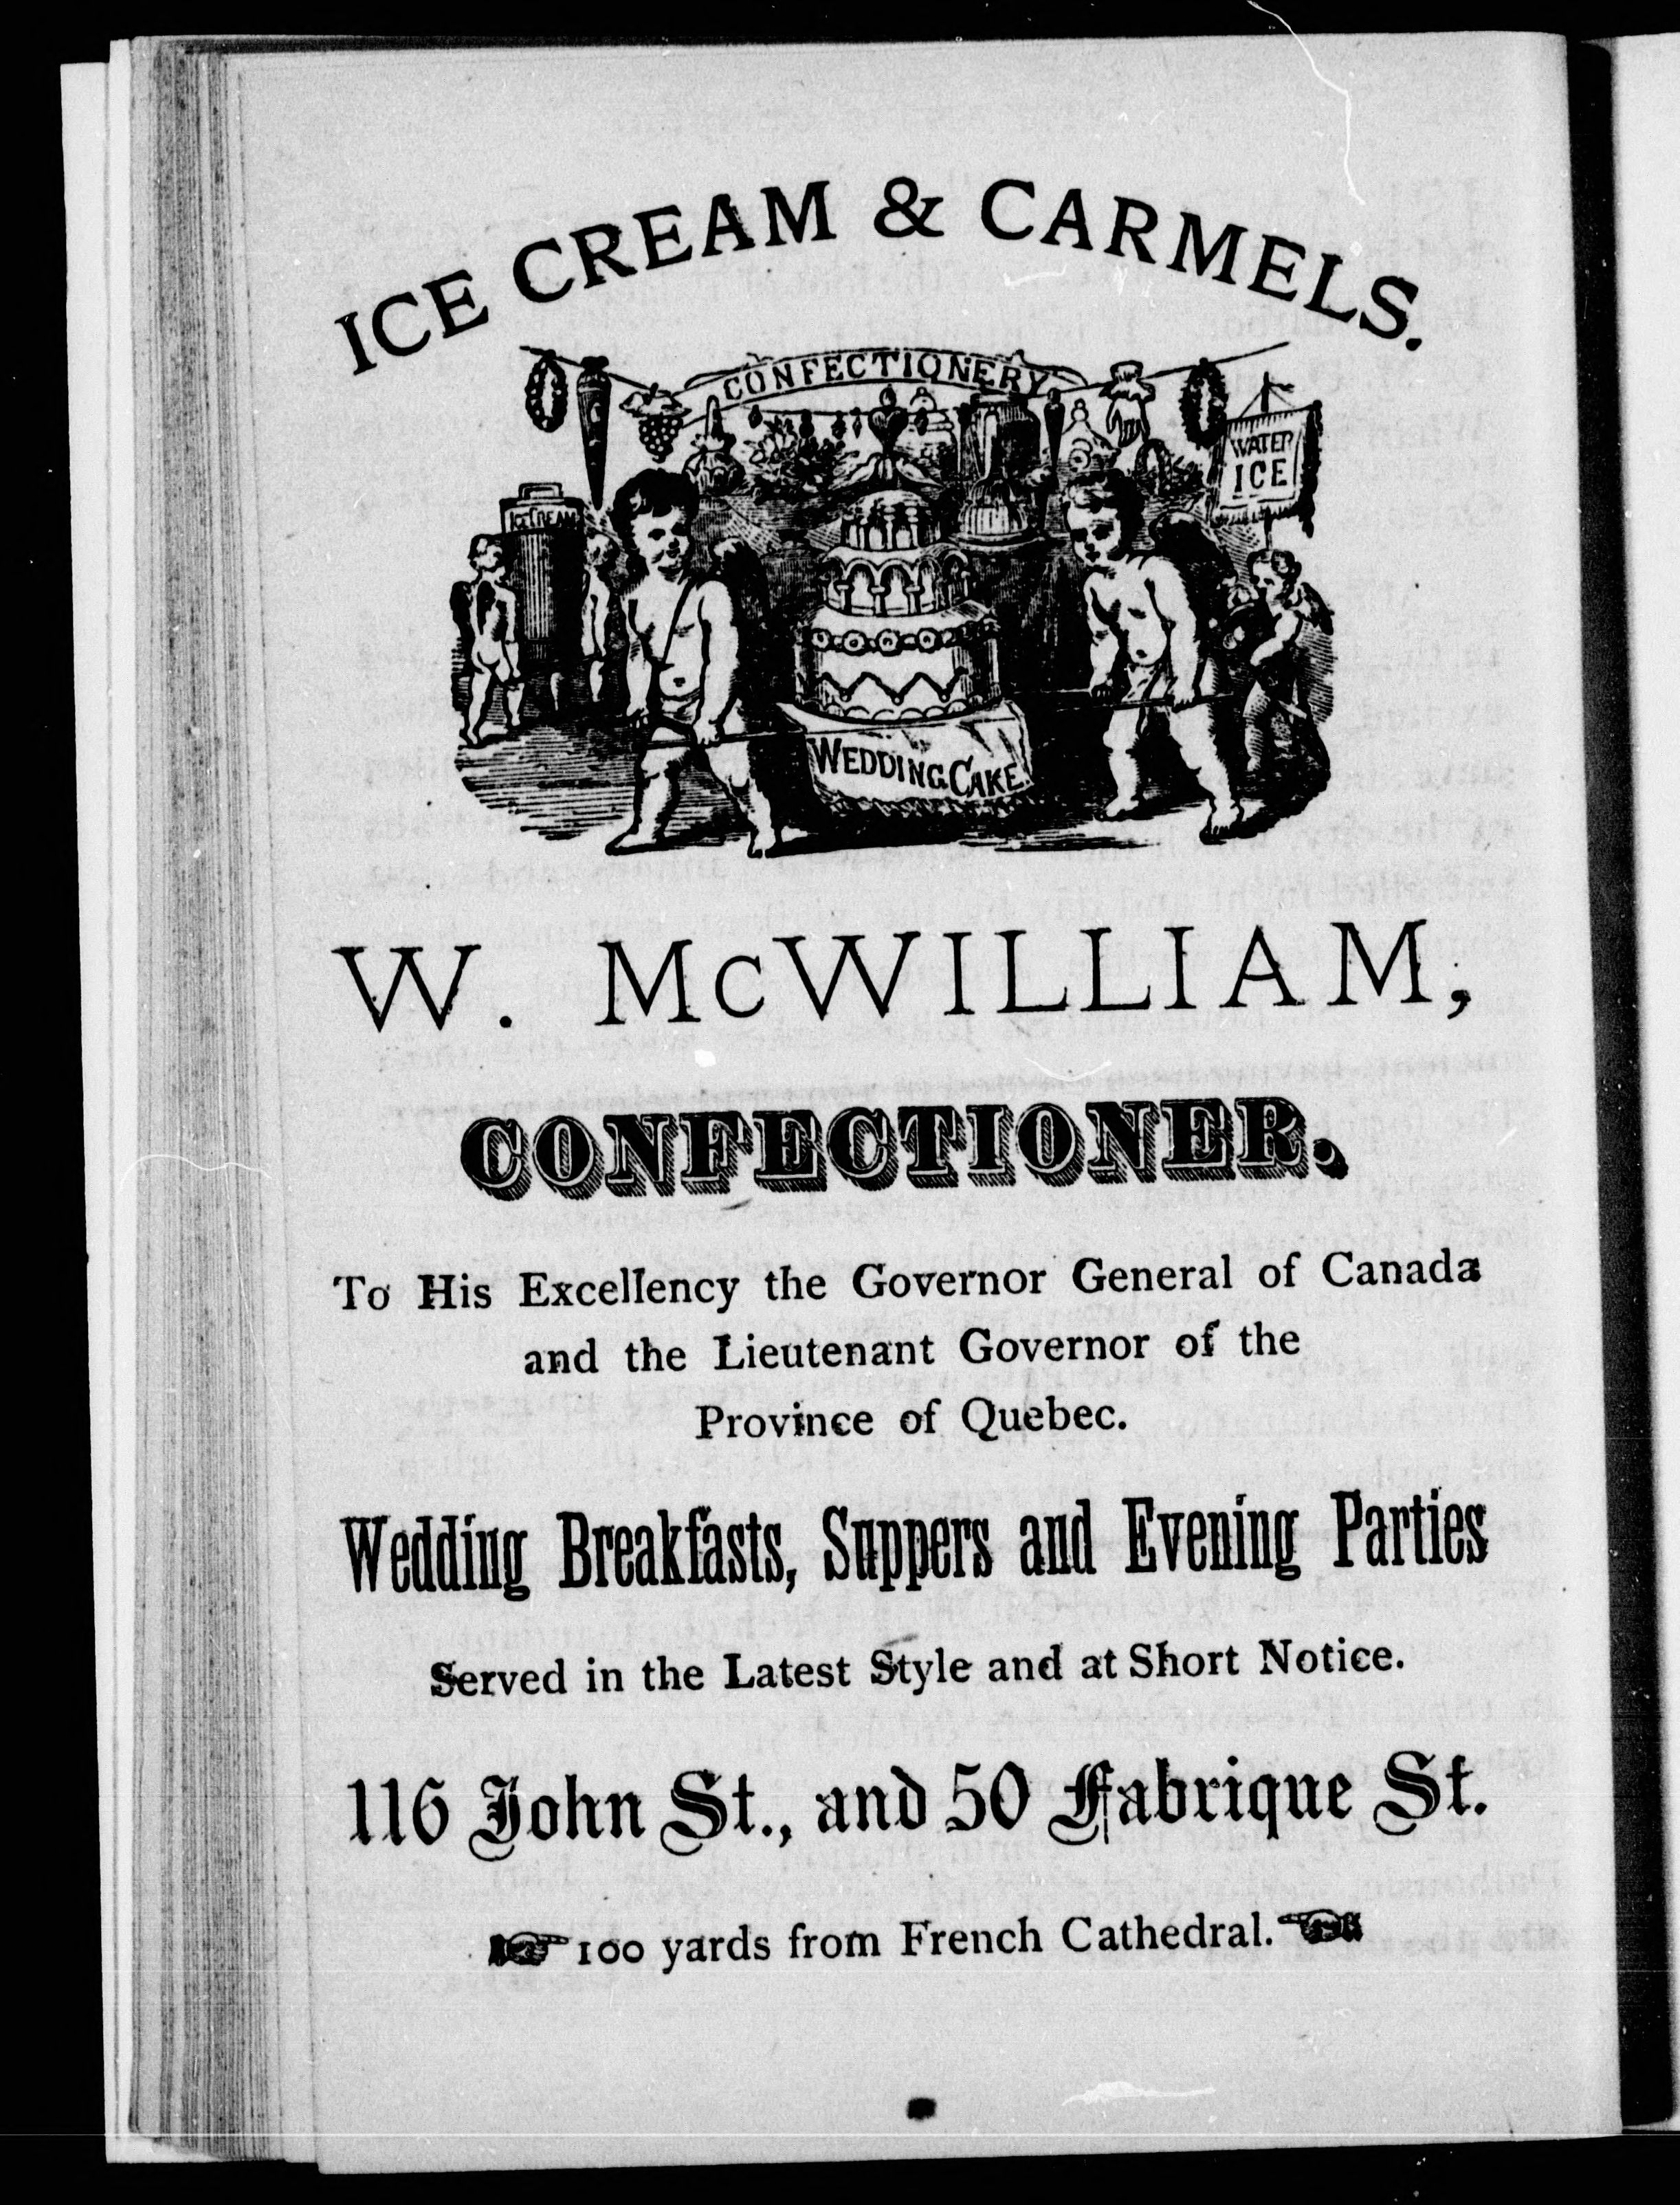 ICE CREAM & CARMELS.
CONFECTIONERY
WATER
ICE
ICE CREAM
WEDDING CAKE
W. McWILLIAM,
CONFECTIONER,
To His Excellency the Governor General of Canada
and the Lieutenant Governor of the
Province of Quebec.
Wedding Breakfasts, Suppers and Evening Parties
Served in the Latest Style and at Short Notice.
116 John St., and 50 Fabrique St.
☞ 100 yards from French Cathedral. ☜